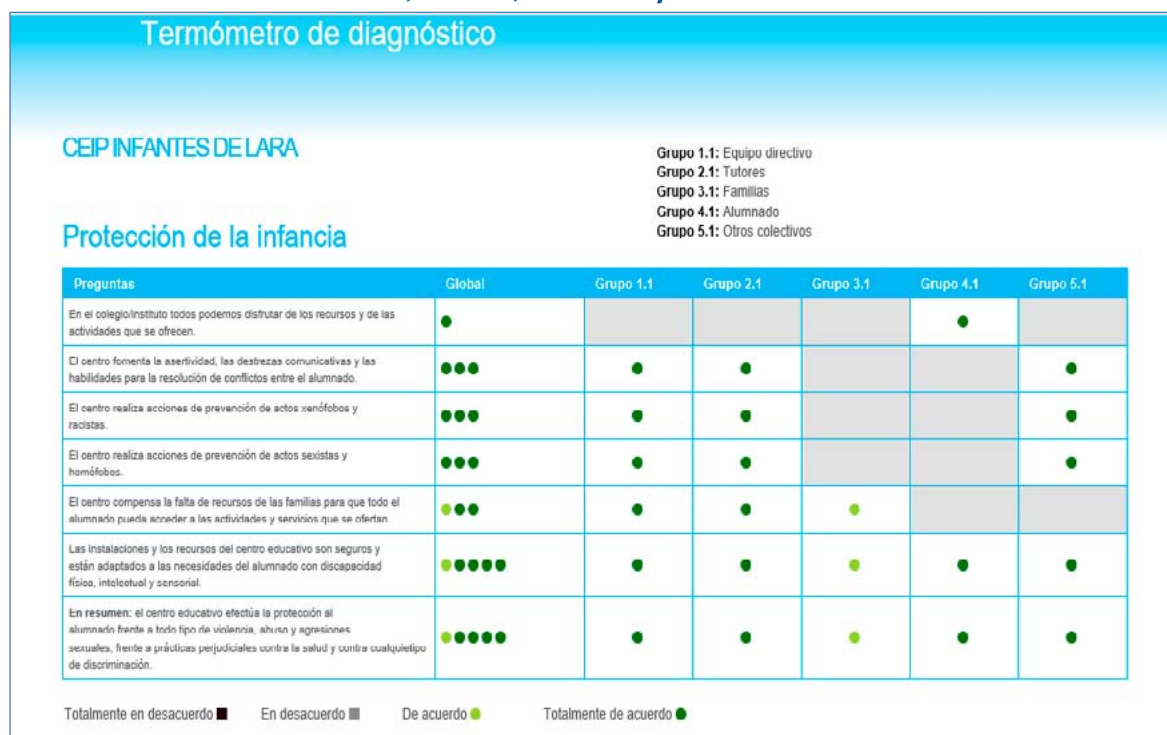 Termómetro de diagnóstico
CEIP INFANTES DE LARA
Grupo 1.1: Equipo directivo
Grupo 2.1: Tutores
Grupo 3.1: Familias
Grupo 4.1: Alumnado
Grupo 5.1: Otros colectivos
Protección de la infancia
Preguntas Global Grupo 1.1 Grupo 2.1 Grupo 3.1 Grupo 4.1 Grupo 5.1
En el colegio/instituto todos podemos disfrutar de los recursos y de las
actividades que se ofrecen.
El centro fomenta la asertividad, las destrezas comunicativas y las
habilidades para la resolución de conflictos entre el alumnado.
El centro realiza acciones de prevención de actos xenófobos y
racistas.
El centro realiza acciones de prevención de actos sexistas y
homófobos.
El centro compensa la falta de recursos de las familias para que todo el
alumnado pueda acceder a las actividades y servicios que se ofertan
Las instalaciones y los recursos del centro educativo son seguros y
están adaptados a las necesidades del alumnado con discapacidad
física, intelectual y sensorial.
En resumen: el centro educativo efectúa la protección al
alumnado frente a todo tipo de violencia, abuso y agresiones
sexuales, frente a prácticas perjudiciales contra la salud y contra cualquietipo
de discriminación.
Totalmente en desacuerdo En desacuerdo De acuerdo Totalmente de acuerdo